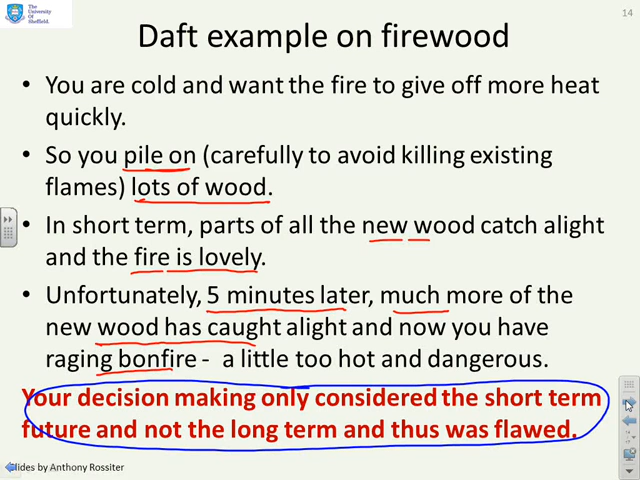 The
University
Of
Sheffield.
14
Daft example on firewood
• You are cold and want the fire to give off more heat
quickly.
• So you pile on (carefully to avoid killing existing
flames) lots of wood.
• In short term, parts of all the new wood catch alight
and the fire is lovely.
• Unfortunately, 5 minutes later, much more of the
new wood has caught alight and now you have
raging bonfire - a little too hot and dangerous.
Your decision making only considered the short term
future and not the long term and thus was flawed.
Slides by Anthony Rossiter